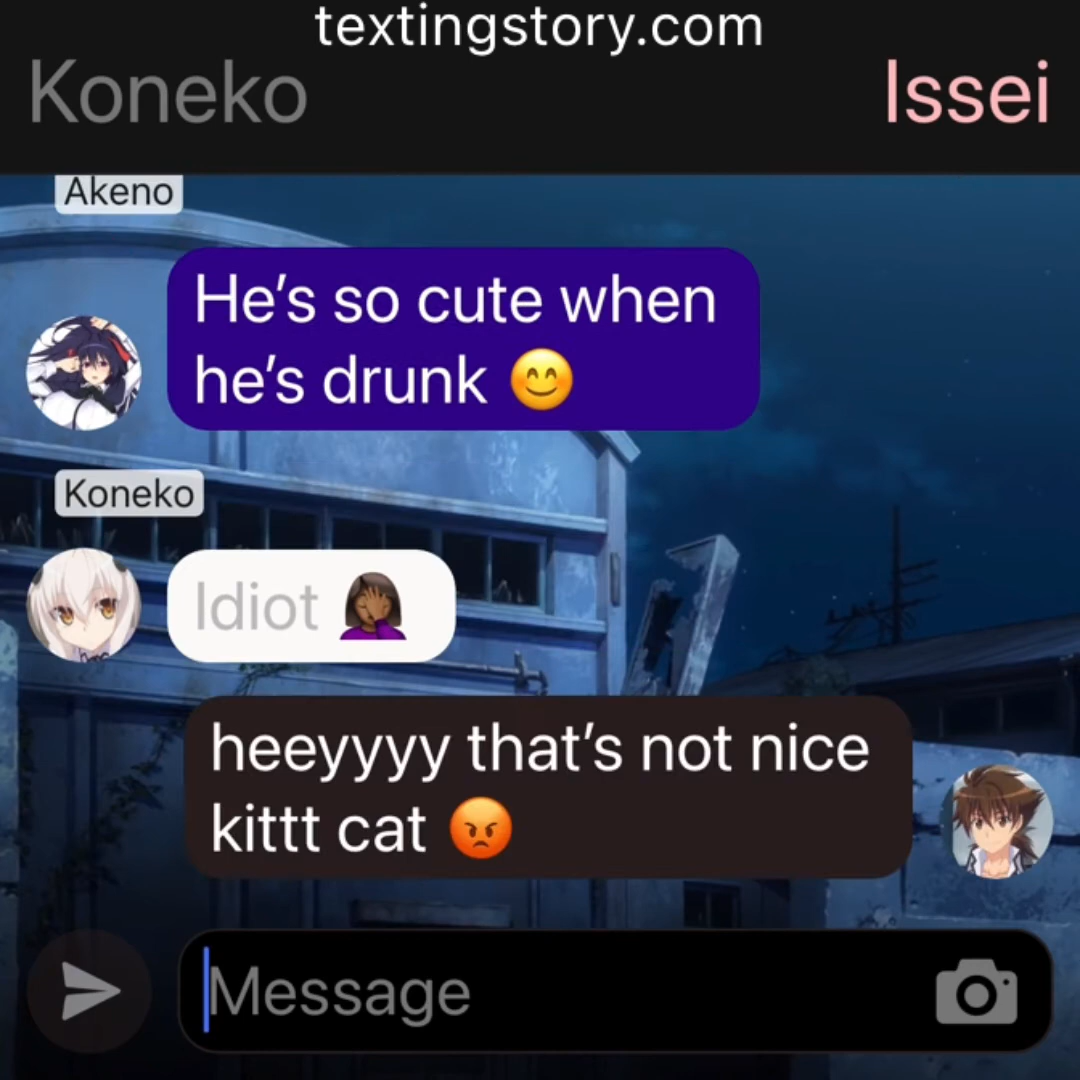 textingstory.com
Koneko
Issei
Akeno
He's so cute when
he's drunk 😊
Koneko
Idiot 🤦🏾‍♀️
heeyyyy that's not nice
kittt cat 😡
Message